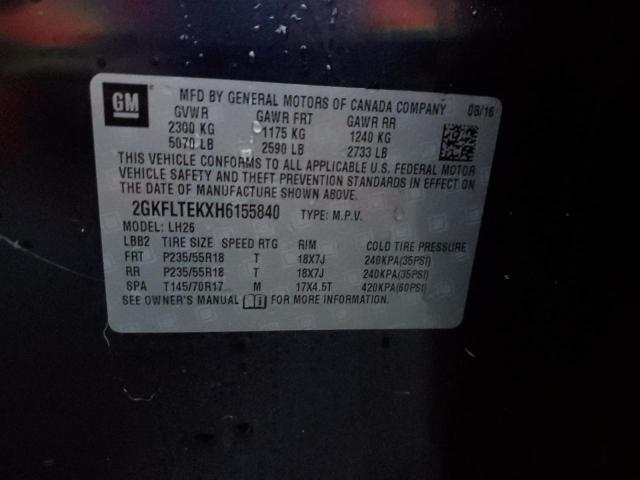 GM
MFD BY GENERAL MOTORS OF CANADA COMPANY 08/16
GVWR GAWR FRT GAWR RR
2300 KG 1175 KG 1240 KG
5070 LB 2590 LB 2733 LB
THIS VEHICLE CONFORMS TO ALL APPLICABLE U.S. FEDERAL MOTOR
VEHICLE SAFETY AND THEFT PREVENTION STANDARDS IN EFFECT ON
THE DATE OF MANUFACTURE SHOWN ABOVE.
2GKFLTEKXH6155840 TYPE: M.P.V.
MODEL: LH26
LBB2 TIRE SIZE SPEED RTG RIM COLD TIRE PRESSURE
FRT P235/55R18 T 18X7J 240KPA(35PSI)
RR P235/55R18 T 18X7J 240KPA(35PSI)
SPA T145/70R17 M 17X4.5T 420KPA(60PSI)
SEE OWNER'S MANUAL FOR MORE INFORMATION.